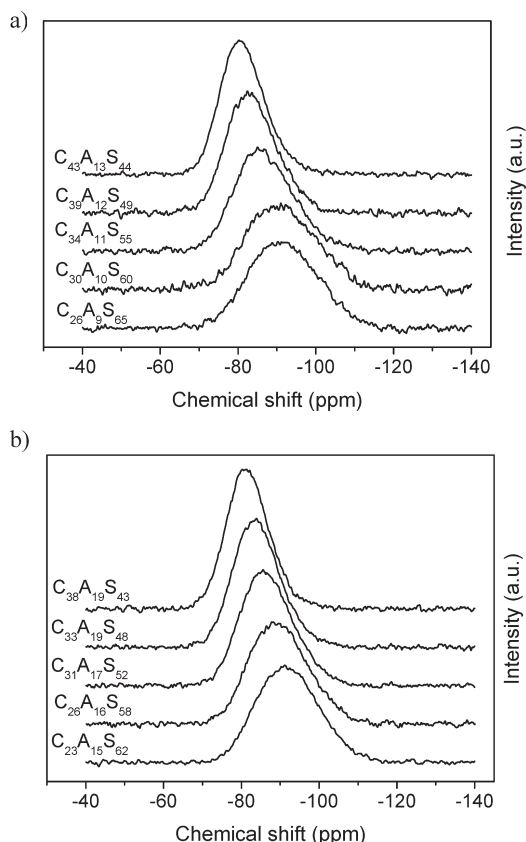 a)
C43A13S44
C39A12S49
C34A11S55
C30A10S60
C26A9S65
Intensity (a.u.)
-40 -60 -80 -100 -120 -140
Chemical shift (ppm)
b)
C38A19S43
C33A19S48
C31A17S52
C26A16S58
C23A15S62
Intensity (a.u.)
-40 -60 -80 -100 -120 -140
Chemical shift (ppm)